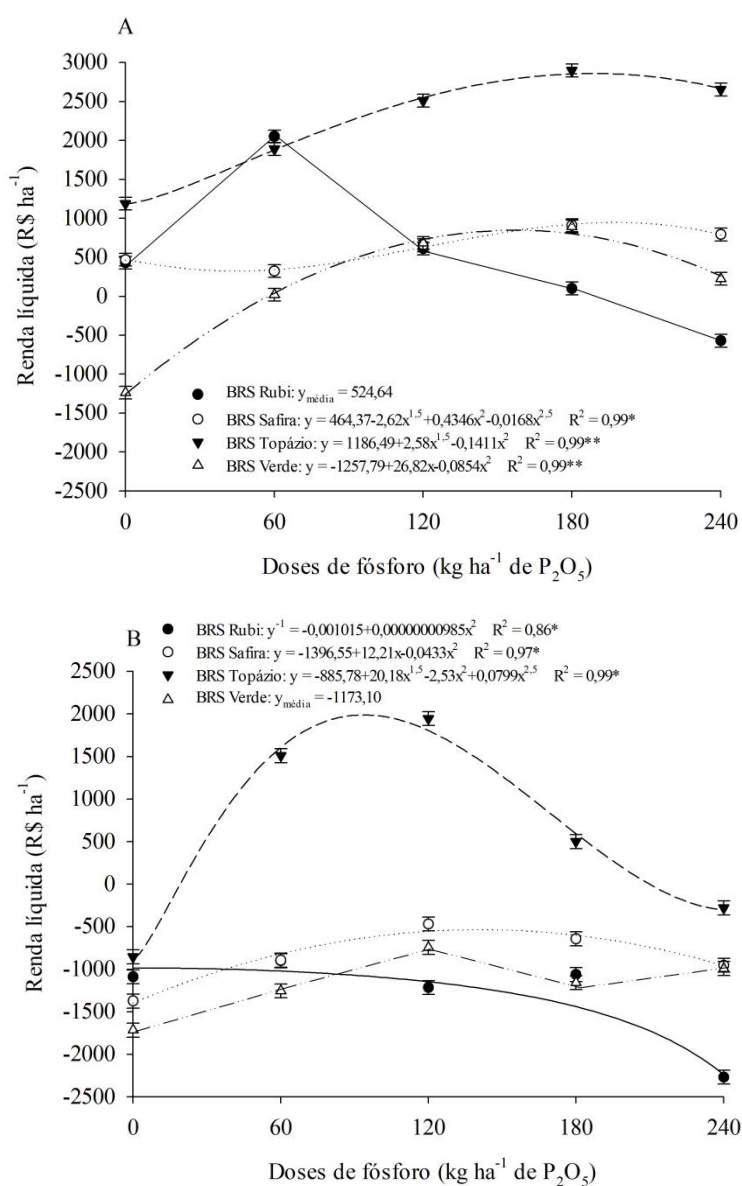 A
3000
2500
2000
1500
1000
500
0
-500
-1000
-1500
-2000
-2500
Renda líquida (R$ ha⁻¹)
BRS Rubi: y_média = 524,64
BRS Safira: y = 464,37-2,62x^1,5+0,4346x²-0,0168x^2,5 R² = 0,99*
BRS Topázio: y = 1186,49+2,58x^1,5-0,1411x² R² = 0,99**
BRS Verde: y = -1257,79+26,82x-0,0854x² R² = 0,99**
0 60 120 180 240
Doses de fósforo (kg ha⁻¹ de P₂O₅)
B
BRS Rubi: y⁻¹ = -0,001015+0,00000000985x² R² = 0,86*
BRS Safira: y = -1396,55+12,21x-0,0433x² R² = 0,97*
BRS Topázio: y = -885,78+20,18x^1,5-2,53x²+0,0799x^2,5 R² = 0,99*
BRS Verde: y_média = -1173,10
2500
2000
1500
1000
500
0
-500
-1000
-1500
-2000
-2500
Renda líquida (R$ ha⁻¹)
0 60 120 180 240
Doses de fósforo (kg ha⁻¹ de P₂O₅)